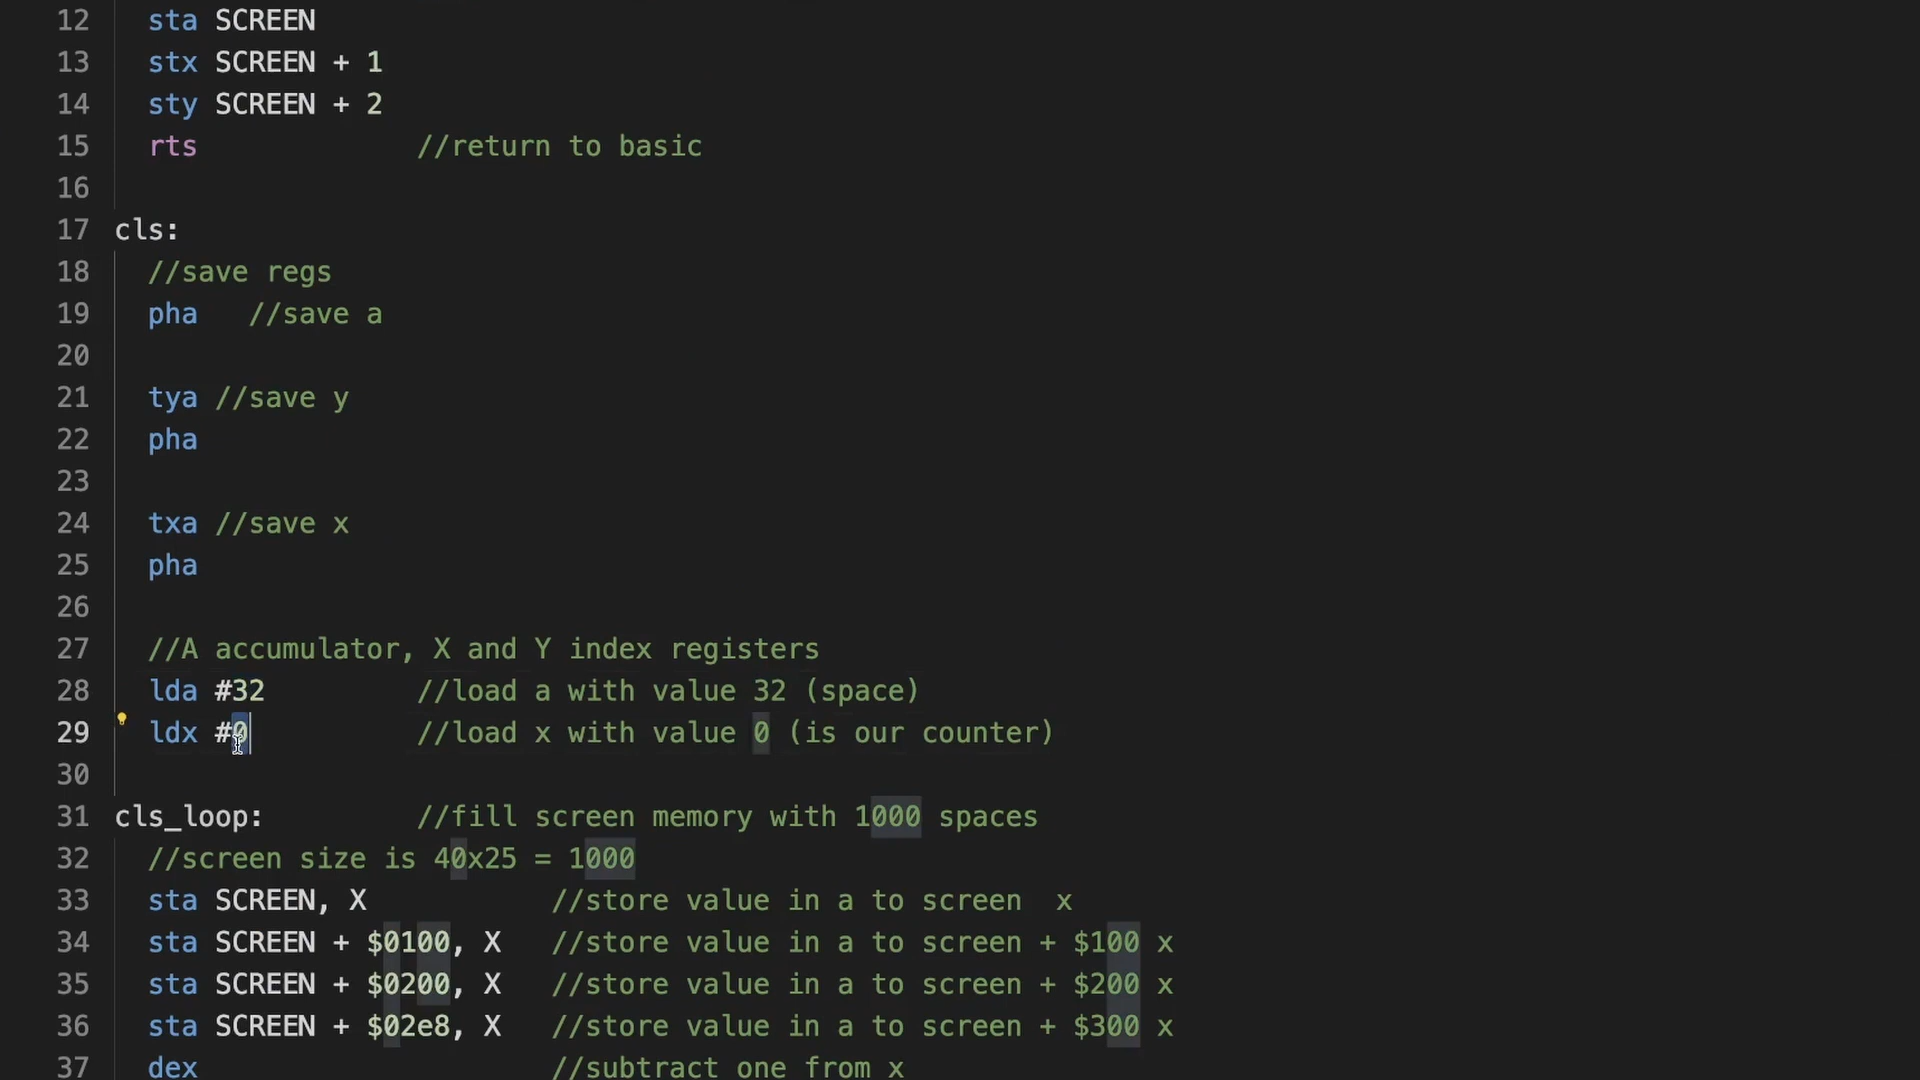 12 sta SCREEN
13 stx SCREEN + 1
14 sty SCREEN + 2
15 rts //return to basic
16
17 cls:
18 //save regs
19 pha //save a
20
21 tya //save y
22 pha
23
24 txa //save x
25 pha
26
27 //A accumulator, X and Y index registers
28 lda #32 //load a with value 32 (space)
29 ldx #0 //load x with value 0 (is our counter)
30
31 cls_loop: //fill screen memory with 1000 spaces
32 //screen size is 40x25 = 1000
33 sta SCREEN, X //store value in a to screen x
34 sta SCREEN + $0100, X //store value in a to screen + $100 x
35 sta SCREEN + $0200, X //store value in a to screen + $200 x
36 sta SCREEN + $02e8, X //store value in a to screen + $300 x
37 dex //subtract one from x